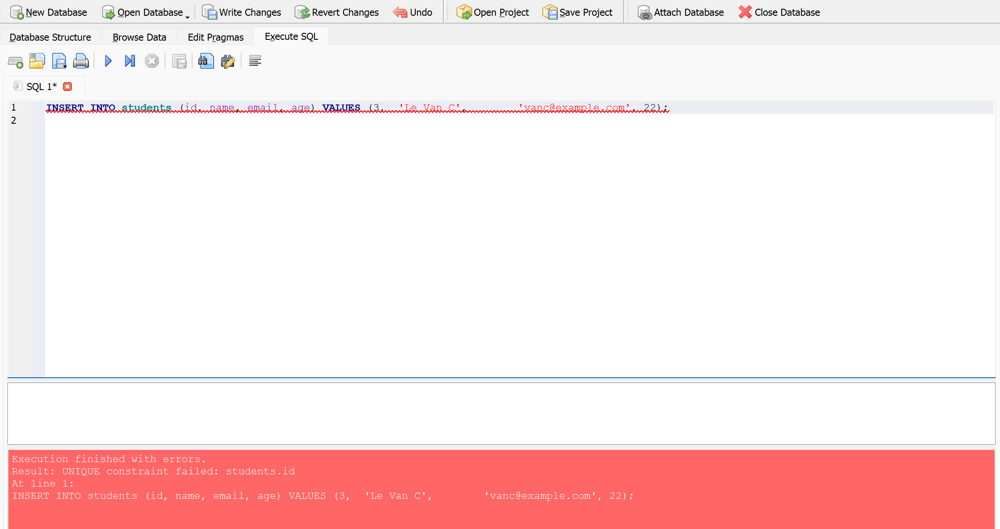 New Database Open Database Write Changes Revert Changes Undo Open Project Save Project Attach Database Close Database
Database Structure Browse Data Edit Pragmas Execute SQL
SQL 1*
1 INSERT INTO students (id, name, email, age) VALUES (3, 'Le Van C', 'vanc@example.com', 22);
2
Execution finished with errors.
Result: UNIQUE constraint failed: students.id
At line 1:
INSERT INTO students (id, name, email, age) VALUES (3, 'Le Van C', 'vanc@example.com', 22);